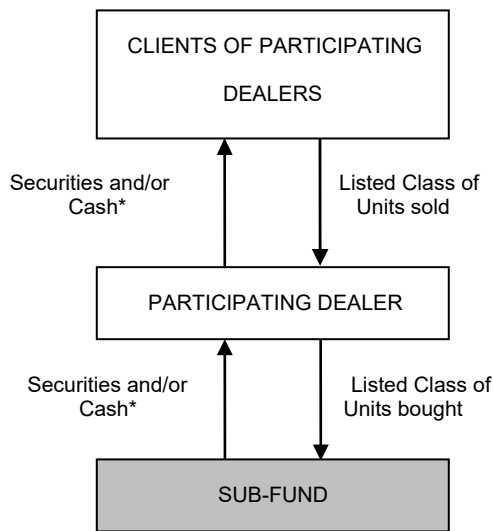 CLIENTS OF PARTICIPATING
DEALERS
Securities and/or
Cash*
Listed Class of
Units sold
PARTICIPATING DEALER
Securities and/or
Cash*
Listed Class of
Units bought
SUB-FUND